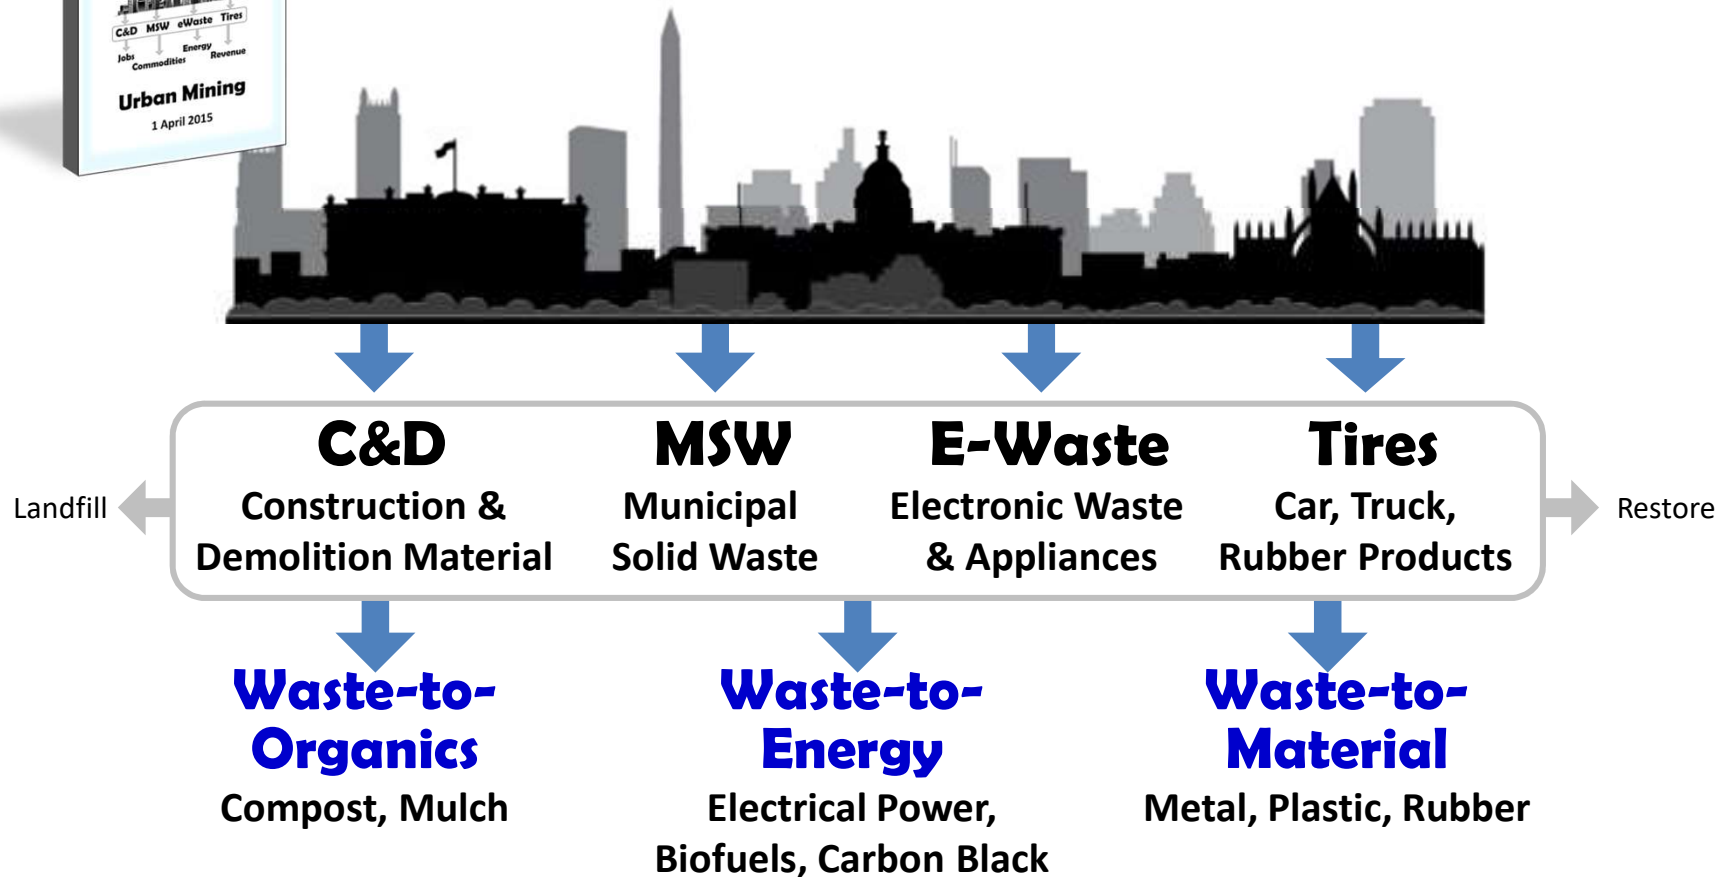 C&D MSW eWaste Tires
Jobs Commodities Energy Revenue
Urban Mining
1 April 2015
C&D MSW E-Waste Tires
Construction & Municipal Electronic Waste Car, Truck,
Landfill Restore
Demolition Material Solid Waste & Appliances Rubber Products
Waste-to- Waste-to- Waste-to-
Organics Energy Material
Compost, Mulch Electrical Power, Metal, Plastic, Rubber
Biofuels, Carbon Black